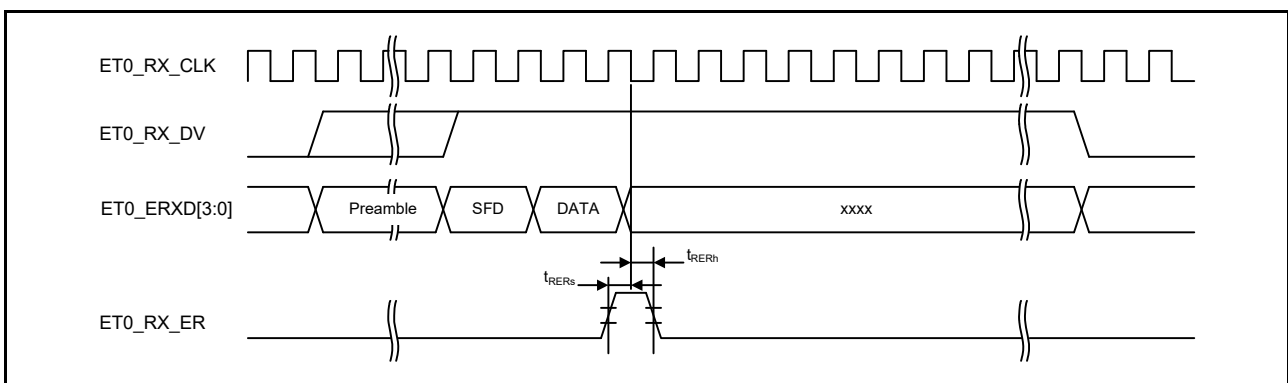 ET0_RX_CLK
ET0_RX_DV
ET0_ERXD[3:0]
Preamble SFD DATA xxxx
tRERh
tRERs
ET0_RX_ER